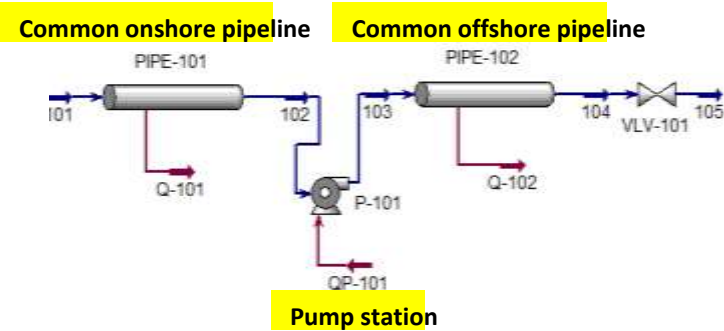 Common onshore pipeline Common offshore pipeline
PIPE-101 PIPE-102
101 102 103 104 105
VLV-101
Q-101 P-101 Q-102
QP-101
Pump station